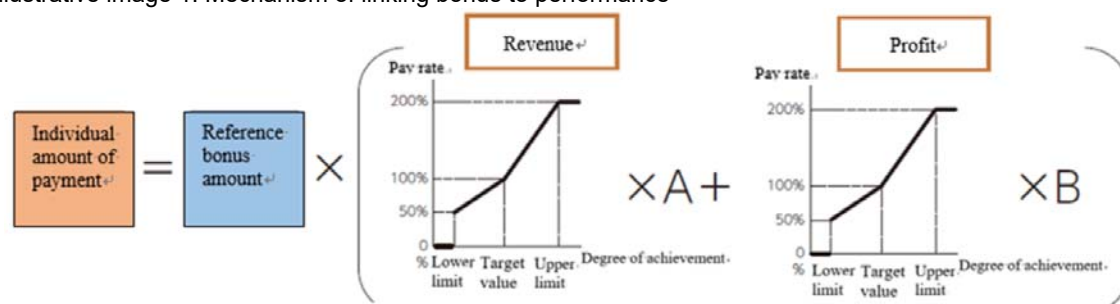 Illustrative image 1: Mechanism of linking bonus to performance
Revenue↵
Profit↵
Individual
amount of
payment↵
=
Reference
bonus
amount↵
×
Pay rate
200%
100%
50%
0
%
Lower
limit
Target
value
Upper
limit
Degree of achievement
×A+
Pay rate
200%
100%
50%
0
%
Lower
limit
Target
value
Upper
limit
Degree of achievement
×B